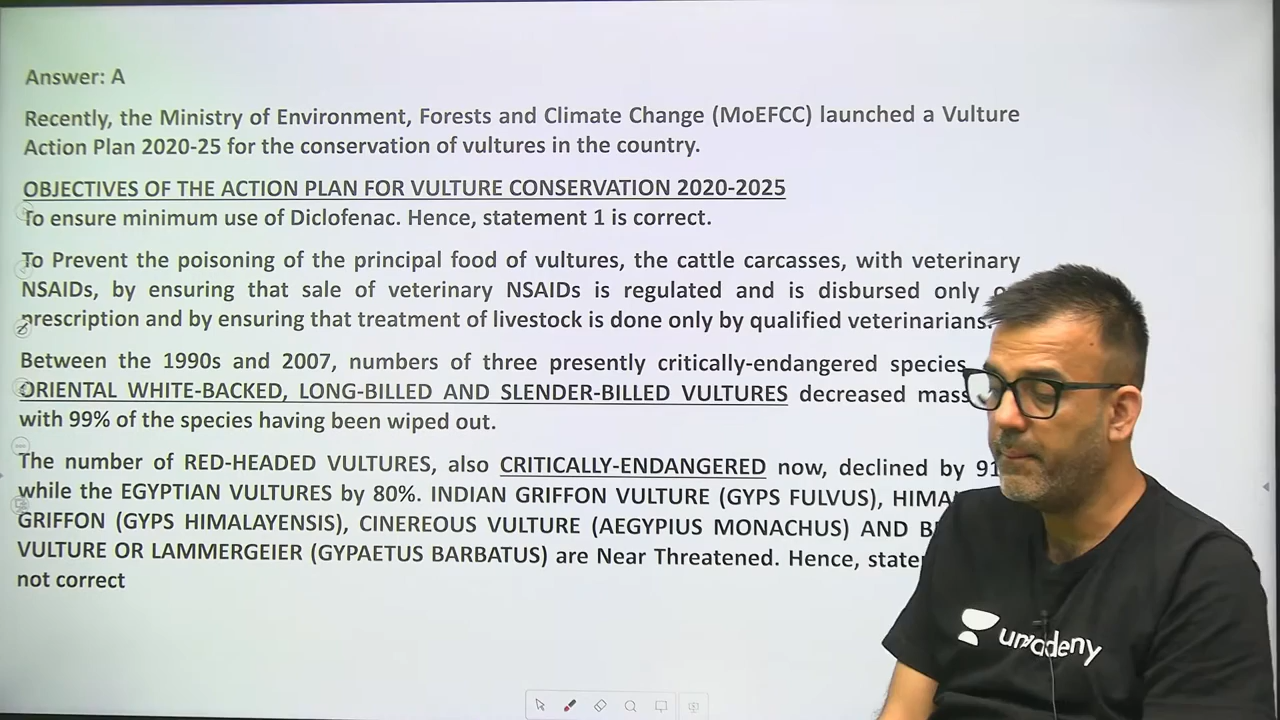 Answer: A
Recently, the Ministry of Environment, Forests and Climate Change (MoEFCC) launched a Vulture
Action Plan 2020-25 for the conservation of vultures in the country.
OBJECTIVES OF THE ACTION PLAN FOR VULTURE CONSERVATION 2020-2025
To ensure minimum use of Diclofenac. Hence, statement 1 is correct.
To Prevent the poisoning of the principal food of vultures, the cattle carcasses, with veterinary
NSAIDs, by ensuring that sale of veterinary NSAIDs is regulated and is disbursed only
prescription and by ensuring that treatment of livestock is done only by qualified veterinarians.
Between the 1990s and 2007, numbers of three presently critically-endangered species
ORIENTAL WHITE-BACKED, LONG-BILLED AND SLENDER-BILLED VULTURES decreased
with 99% of the species having been wiped out.
The number of RED-HEADED VULTURES, also CRITICALLY-ENDANGERED now, declined by 91
while the EGYPTIAN VULTURES by 80%. INDIAN GRIFFON VULTURE (GYPS FULVUS),
GRIFFON (GYPS HIMALAYENSIS), CINEREOUS VULTURE (AEGYPIUS MONACHUS) AND
VULTURE OR LAMMERGEIER (GYPAETUS BARBATUS) are Near Threatened. Hence,
not correct
unacademy